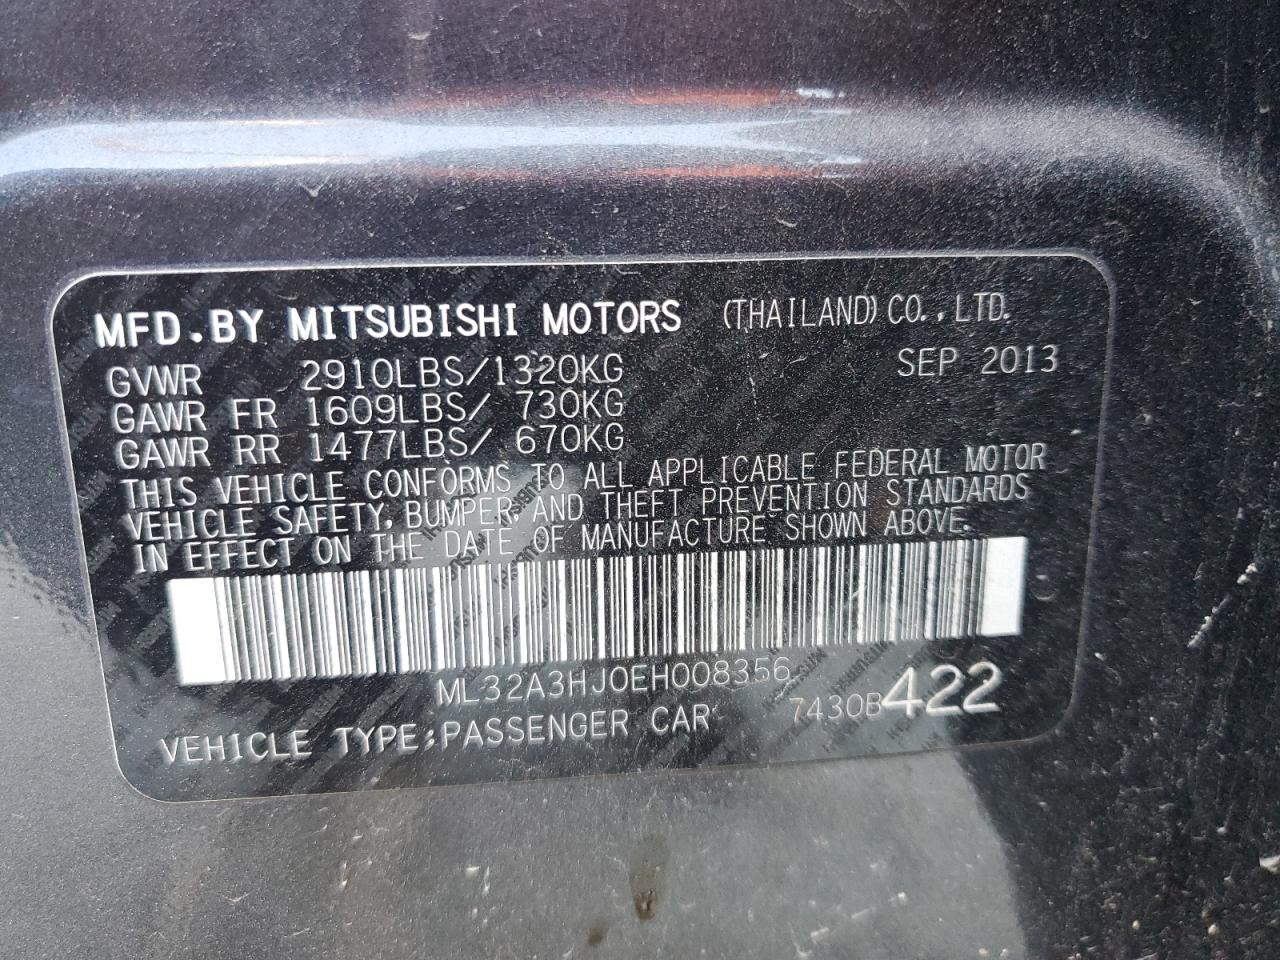 MFD.BY MITSUBISHI MOTORS (THAILAND) CO.,LTD.
GVWR 2910LBS/1320KG SEP 2013
GAWR FR 1609LBS/ 730KG
GAWR RR 1477LBS/ 670KG
THIS VEHICLE CONFORMS TO ALL APPLICABLE FEDERAL MOTOR
VEHICLE SAFETY, BUMPER, AND THEFT PREVENTION STANDARDS
IN EFFECT ON THE DATE OF MANUFACTURE SHOWN ABOVE.
ML32A3HJ0EH008356
VEHICLE TYPE:PASSENGER CAR 7430B422